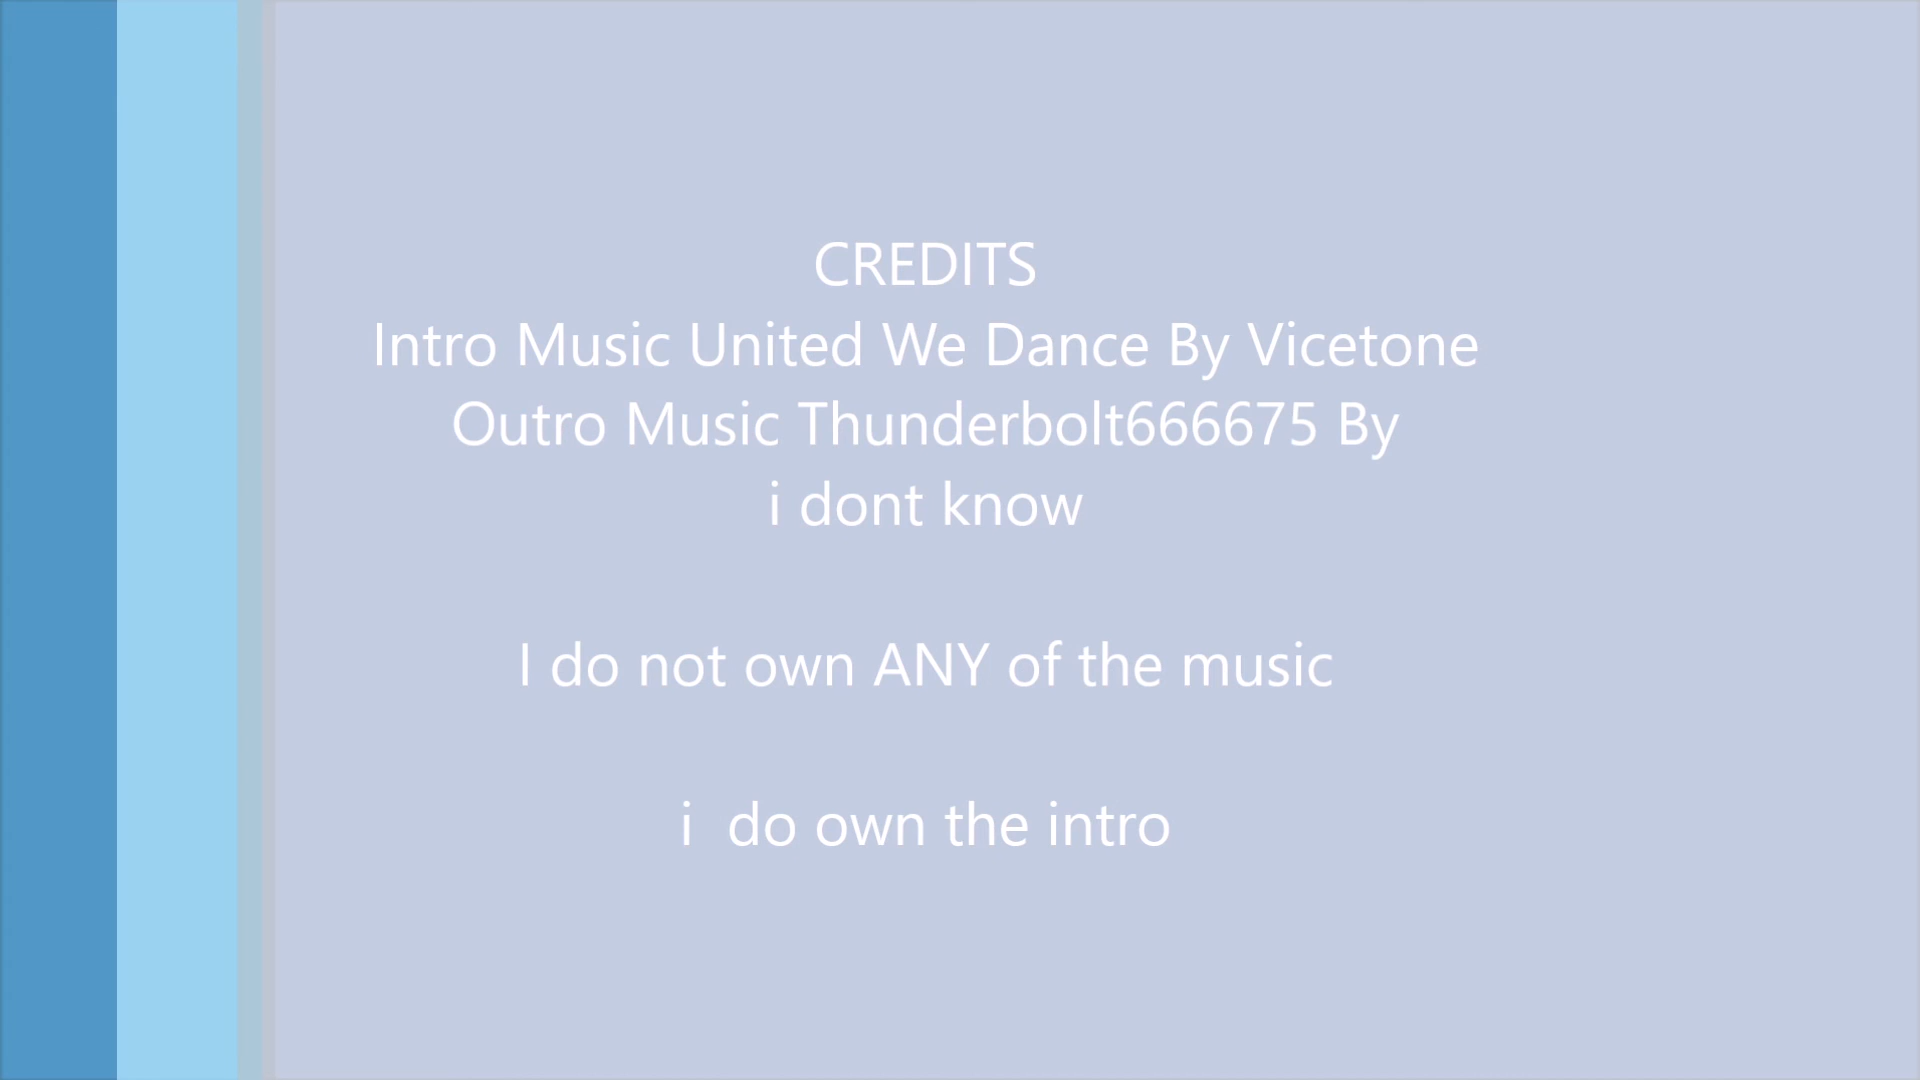 CREDITS
Intro Music United We Dance By Vicetone
Outro Music Thunderbolt666675 By
i dont know
I do not own ANY of the music
i  do own the intro